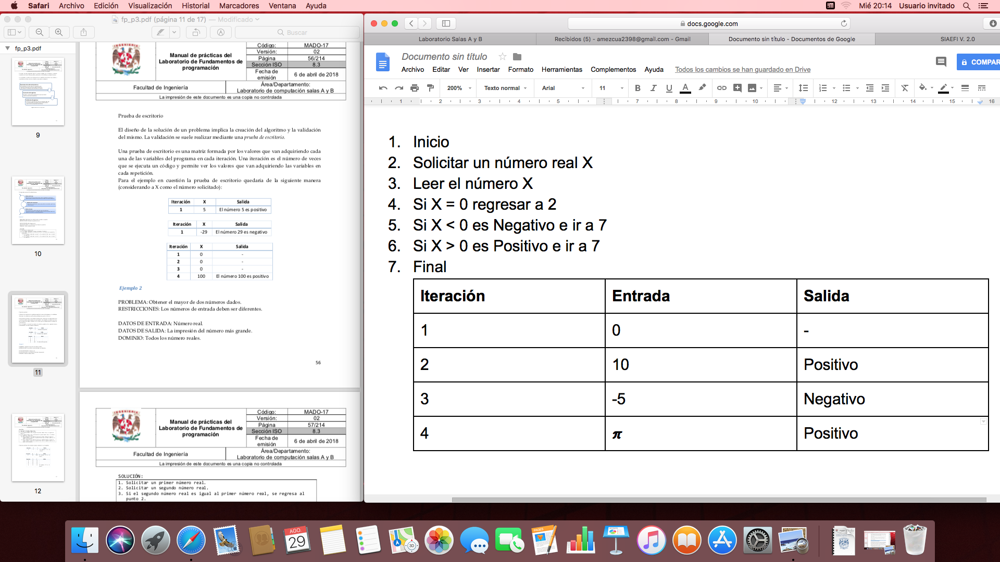 Safari Archivo Edición Visualización Historial Marcadores Ventana Ayuda
Mié 20:14 Usuario invitado
fp_p3.pdf (página 11 de 17) — Modificado
Buscar
fp_p3.pdf
9
10
11
12
Manual de prácticas del
Laboratorio de Fundamentos de
programación
Código: MADO-17
Versión: 02
Página 56/214
Sección ISO 8.3
Fecha de
emisión
6 de abril de 2018
Facultad de Ingeniería
Área/Departamento:
Laboratorio de computación salas A y B
La impresión de este documento es una copia no controlada
Prueba de escritorio
El diseño de la solución de un problema implica la creación del algoritmo y la validación
del mismo. La validación se suele realizar mediante una prueba de escritorio.
Una prueba de escritorio es una matriz formada por los valores que van adquiriendo cada
una de las variables del programa en cada iteración. Una iteración es el número de veces
que se ejecuta un código y permite ver los valores que van adquiriendo las variables en
cada repetición.
Para el ejemplo en cuestión la prueba de escritorio quedaría de la siguiente manera
(considerando a X como el número solicitado):
Iteración X Salida
1 5 El número 5 es positivo
Iteración X Salida
1 -29 El número 29 es negativo
Iteración X Salida
1 0 -
2 0 -
3 0 -
4 100 El número 100 es positivo
Ejemplo 2
PROBLEMA: Obtener el mayor de dos números dados.
RESTRICCIONES: Los números de entrada deben ser diferentes.
DATOS DE ENTRADA: Número real.
DATOS DE SALIDA: La impresión del número más grande.
DOMINIO: Todos los número reales.
56
INGENIERIA
Manual de prácticas del
Laboratorio de Fundamentos de
programación
Código: MADO-17
Versión: 02
Página 57/214
Sección ISO 8.3
Fecha de
emisión
6 de abril de 2018
Facultad de Ingeniería
Área/Departamento:
Laboratorio de computación salas A y B
La impresión de este documento es una copia no controlada
SOLUCIÓN:
1. Solicitar un primer número real.
2. Solicitar un segundo número real.
3. Si el segundo número real es igual al primer número real, se regresa al
punto 2.
docs.google.com
Laboratorio Salas A y B
Recibidos (5) - amezcua2398@gmail.com - Gmail
Documento sin título - Documentos de Google
SIAEFI V. 2.0
Documento sin título
Archivo Editar Ver Insertar Formato Herramientas Complementos Ayuda Todos los cambios se han guardado en Drive
COMPAR
200% Texto normal Arial 11 B I U A
1 1 2 3 4 5 7 8 9 10 12 13 14 15 16
1. Inicio
2. Solicitar un número real X
3. Leer el número X
4. Si X = 0 regresar a 2
5. Si X < 0 es Negativo e ir a 7
6. Si X > 0 es Positivo e ir a 7
7. Final
Iteración Entrada Salida
1 0 -
2 10 Positivo
3 -5 Negativo
4 π Positivo
AGO.
29
3D
PAGES